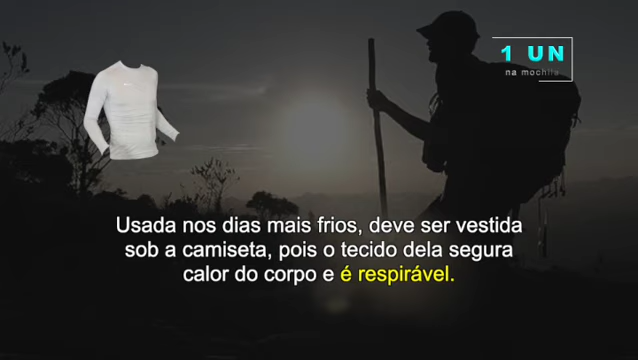 1 UN
na mochila
Usada nos dias mais frios, deve ser vestida
sob a camiseta, pois o tecido dela segura
calor do corpo e é respirável.